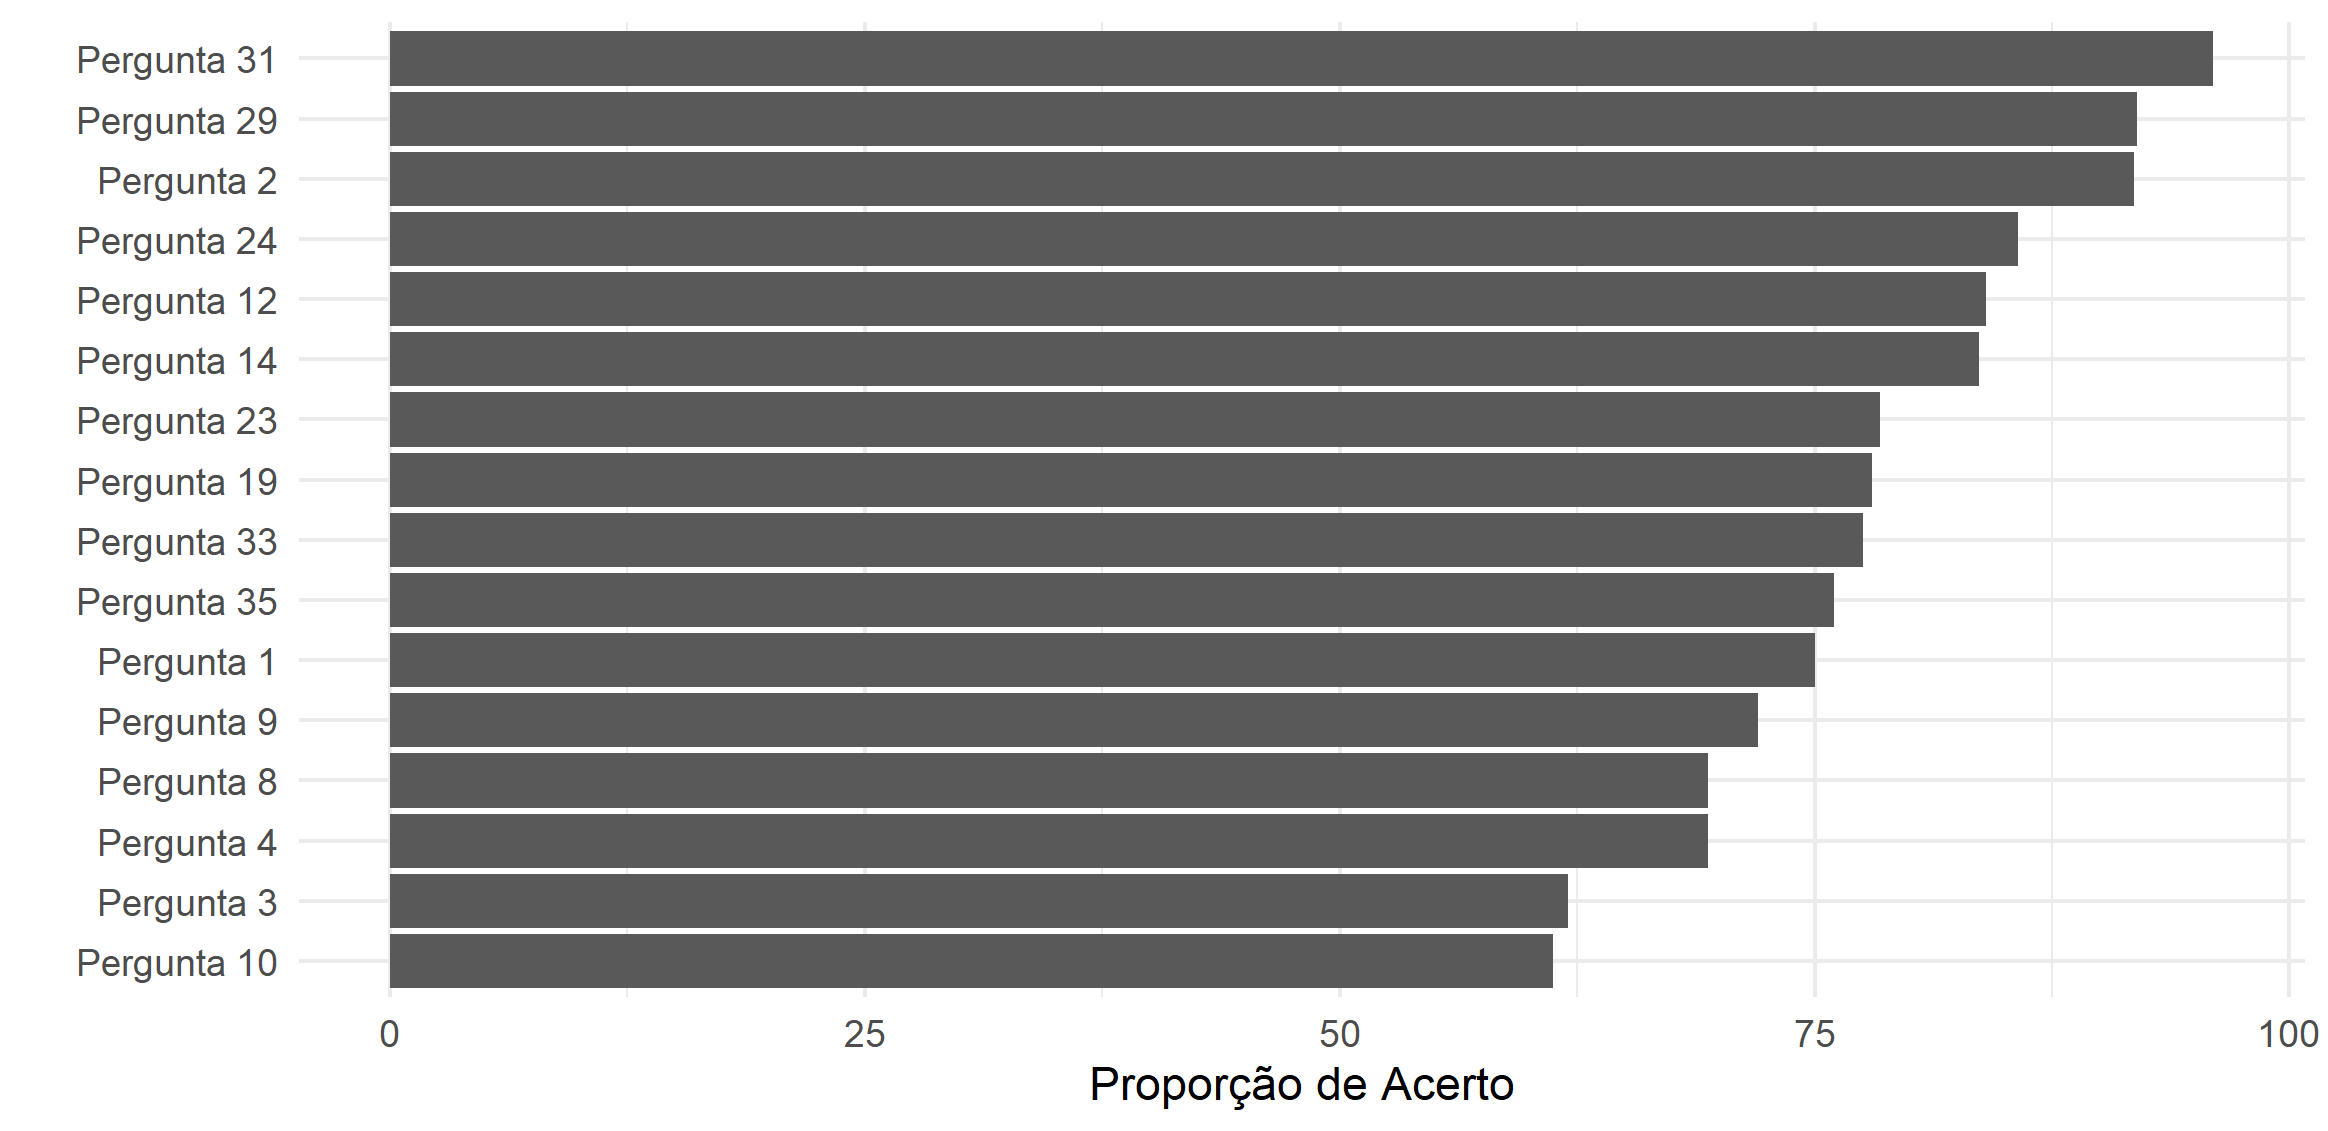 Pergunta 31
Pergunta 29
Pergunta 2
Pergunta 24
Pergunta 12
Pergunta 14
Pergunta 23
Pergunta 19
Pergunta 33
Pergunta 35
Pergunta 1
Pergunta 9
Pergunta 8
Pergunta 4
Pergunta 3
Pergunta 10
0 25 50 75 100
Proporção de Acerto